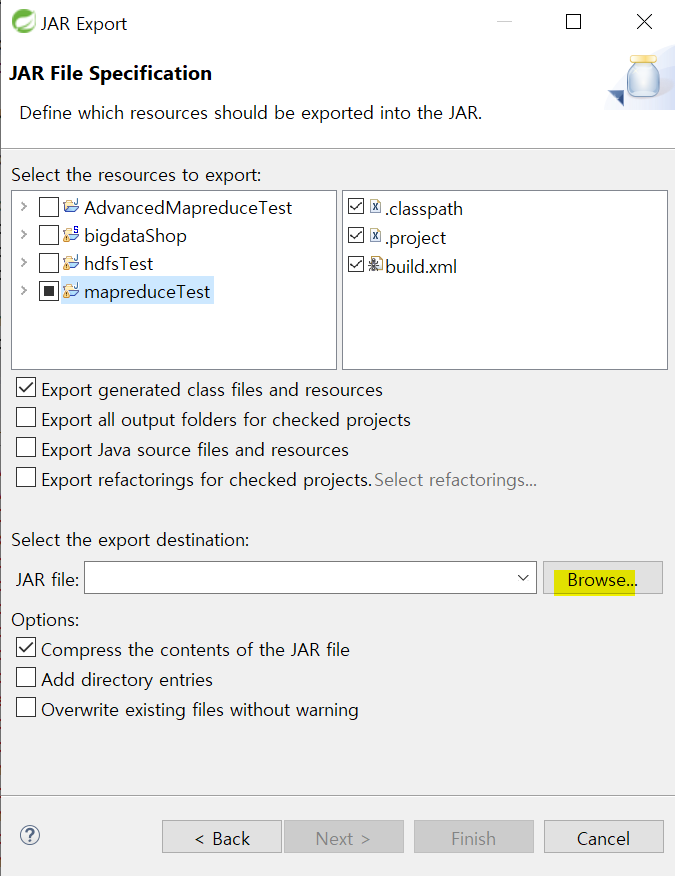 JAR Export
JAR File Specification
Define which resources should be exported into the JAR.
Select the resources to export:
AdvancedMapreduceTest
bigdataShop
hdfsTest
mapreduceTest
.classpath
.project
build.xml
Export generated class files and resources
Export all output folders for checked projects
Export Java source files and resources
Export refactorings for checked projects. Select refactorings...
Select the export destination:
JAR file: Browse...
Options:
Compress the contents of the JAR file
Add directory entries
Overwrite existing files without warning
? < Back Next > Finish Cancel